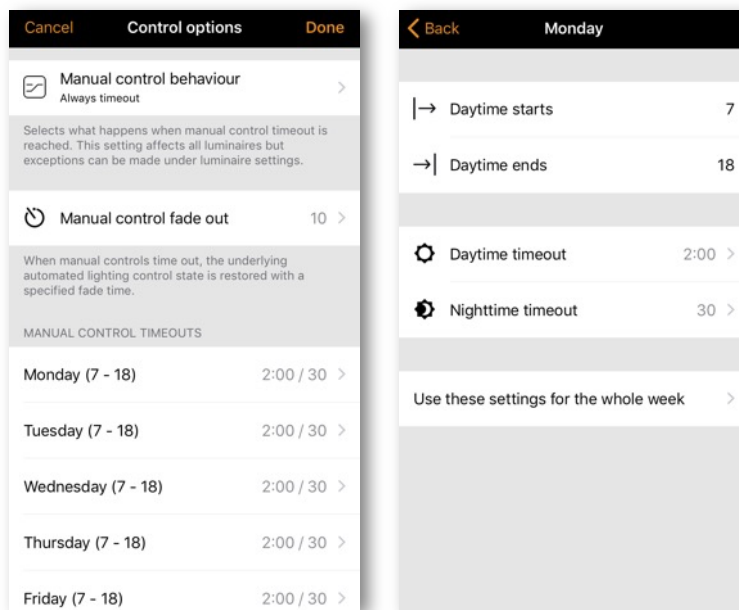 Cancel Control options Done
Manual control behaviour
Always timeout
Selects what happens when manual control timeout is
reached. This setting affects all luminaires but
exceptions can be made under luminaire settings.
Manual control fade out 10
When manual controls time out, the underlying
automated lighting control state is restored with a
specified fade time.
MANUAL CONTROL TIMEOUTS
Monday (7 - 18) 2:00 / 30
Tuesday (7 - 18) 2:00 / 30
Wednesday (7 - 18) 2:00 / 30
Thursday (7 - 18) 2:00 / 30
Friday (7 - 18) 2:00 / 30
Back Monday
Daytime starts 7
Daytime ends 18
Daytime timeout 2:00
Nighttime timeout 30
Use these settings for the whole week